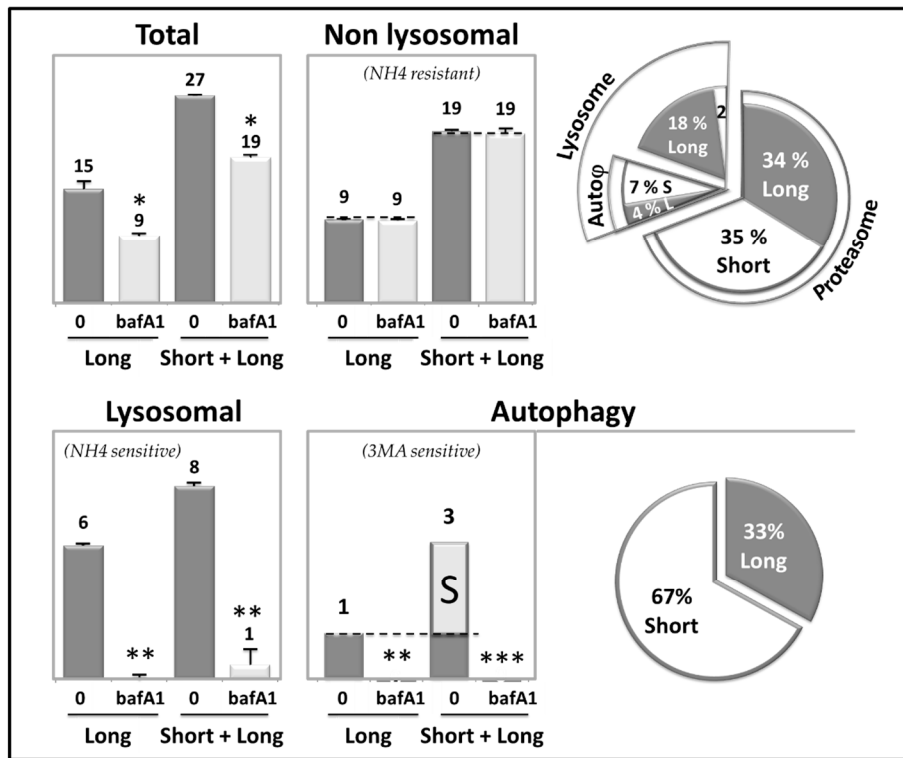 Total
27
*
19
15
*
9
0 bafA1 0 bafA1
Long Short + Long
Non lysosomal
(NH4 resistant)
19 19
9 9
0 bafA1 0 bafA1
Long Short + Long
Lysosome
Autoφ
Proteasome
2
18 %
Long
34 %
Long
7 % S
4 % L
35 %
Short
Lysosomal
(NH4 sensitive)
8
6
**
1
**
0 bafA1 0 bafA1
Long Short + Long
Autophagy
(3MA sensitive)
3
S
1
** ***
0 bafA1 0 bafA1
Long Short + Long
33%
Long
67%
Short